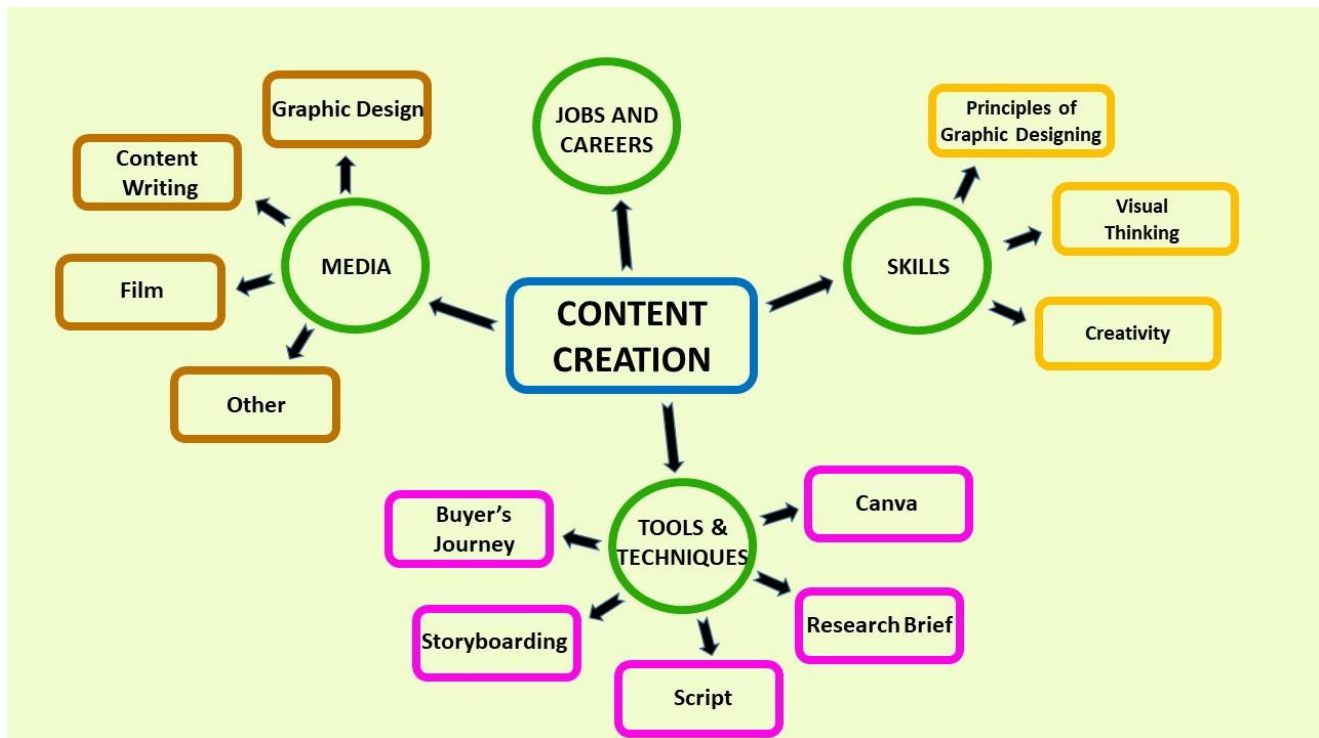 Graphic Design
Content
Writing
Film
Other
MEDIA
JOBS AND
CAREERS
CONTENT
CREATION
SKILLS
Principles of
Graphic Designing
Visual
Thinking
Creativity
TOOLS &
TECHNIQUES
Buyer's
Journey
Storyboarding
Script
Research Brief
Canva